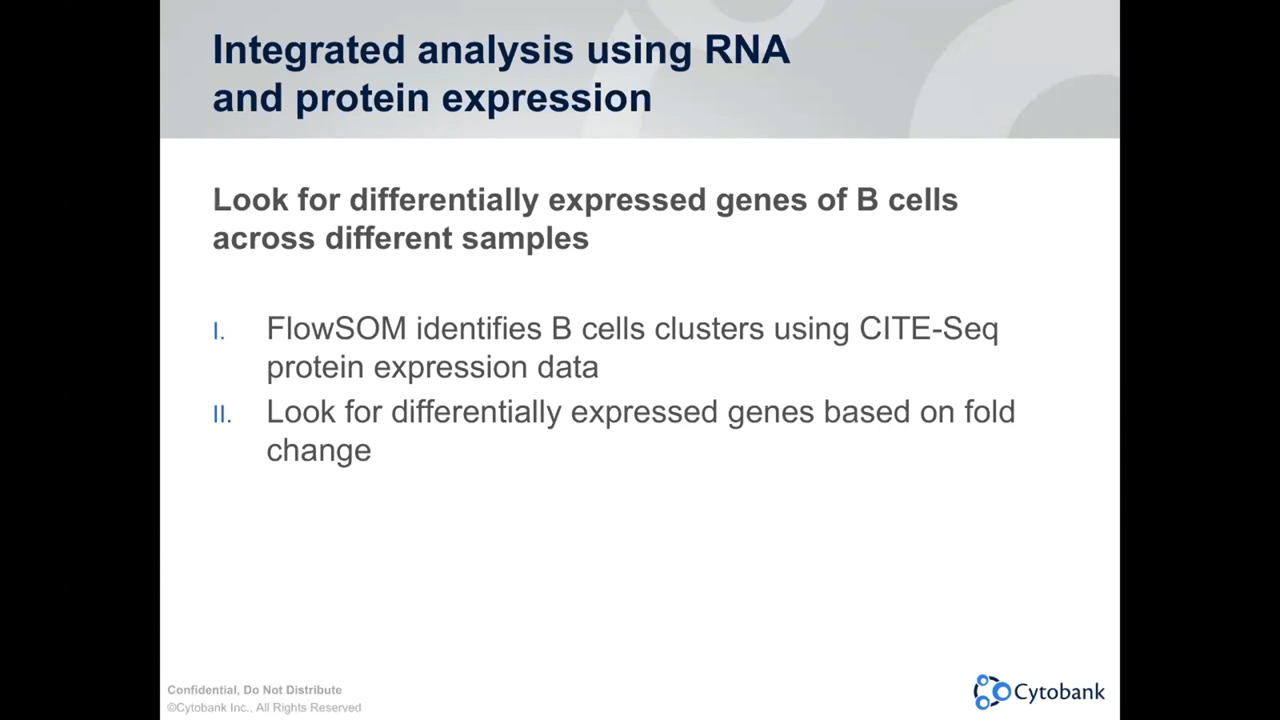 Integrated analysis using RNA
and protein expression
Look for differentially expressed genes of B cells
across different samples
I. FlowSOM identifies B cells clusters using CITE-Seq
protein expression data
II. Look for differentially expressed genes based on fold
change
Confidential, Do Not Distribute
©Cytobank Inc., All Rights Reserved
Cytobank